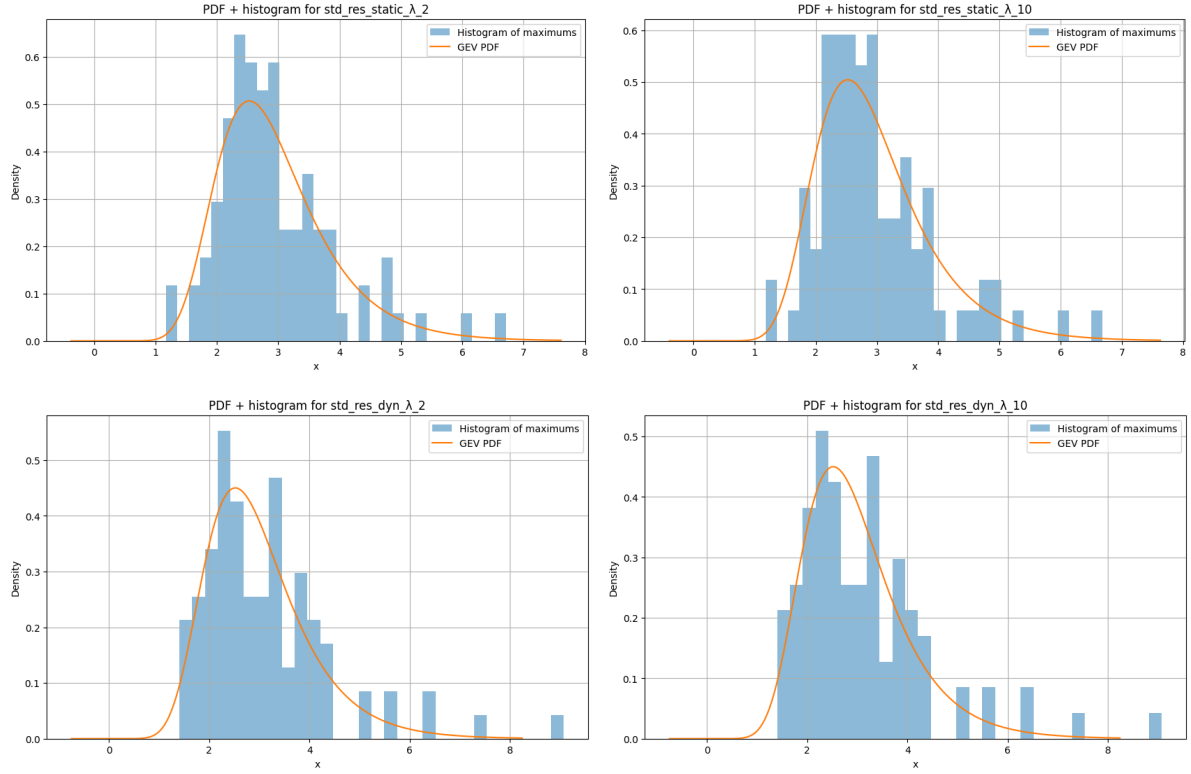 PDF + histogram for std_res_static_λ_2
Histogram of maximums
GEV PDF
Density
0.6
0.5
0.4
0.3
0.2
0.1
0.0
0 1 2 3 4 5 6 7 8
x
PDF + histogram for std_res_static_λ_10
Histogram of maximums
GEV PDF
Density
0.6
0.5
0.4
0.3
0.2
0.1
0.0
0 1 2 3 4 5 6 7 8
x
PDF + histogram for std_res_dyn_λ_2
Histogram of maximums
GEV PDF
Density
0.5
0.4
0.3
0.2
0.1
0.0
0 2 4 6 8
x
PDF + histogram for std_res_dyn_λ_10
Histogram of maximums
GEV PDF
Density
0.5
0.4
0.3
0.2
0.1
0.0
0 2 4 6 8
x